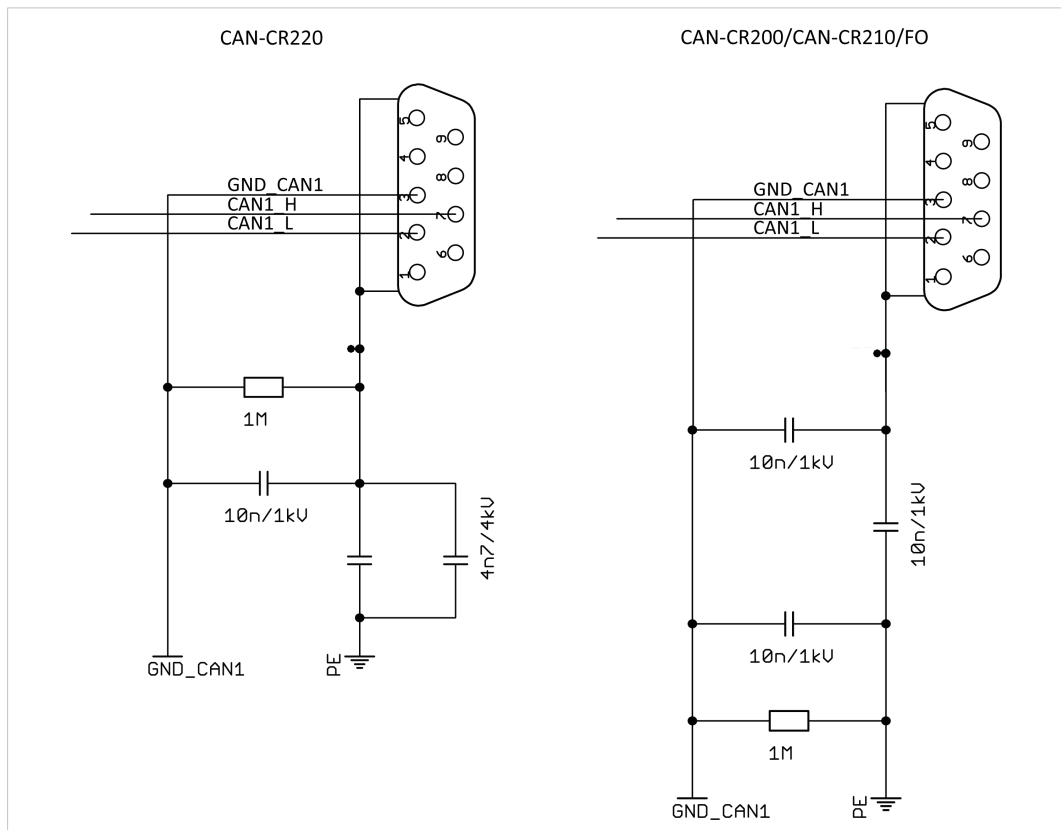 CAN-CR220
CAN-CR200/CAN-CR210/FO
5
9
4
8
GND_CAN1
3
CAN1_H
7
CAN1_L
2
6
1
1M
10n/1kV
4n7/4kV
GND_CAN1
PE
5
9
4
8
GND_CAN1
3
CAN1_H
7
CAN1_L
2
6
1
10n/1kV
10n/1kV
10n/1kV
1M
GND_CAN1
PE